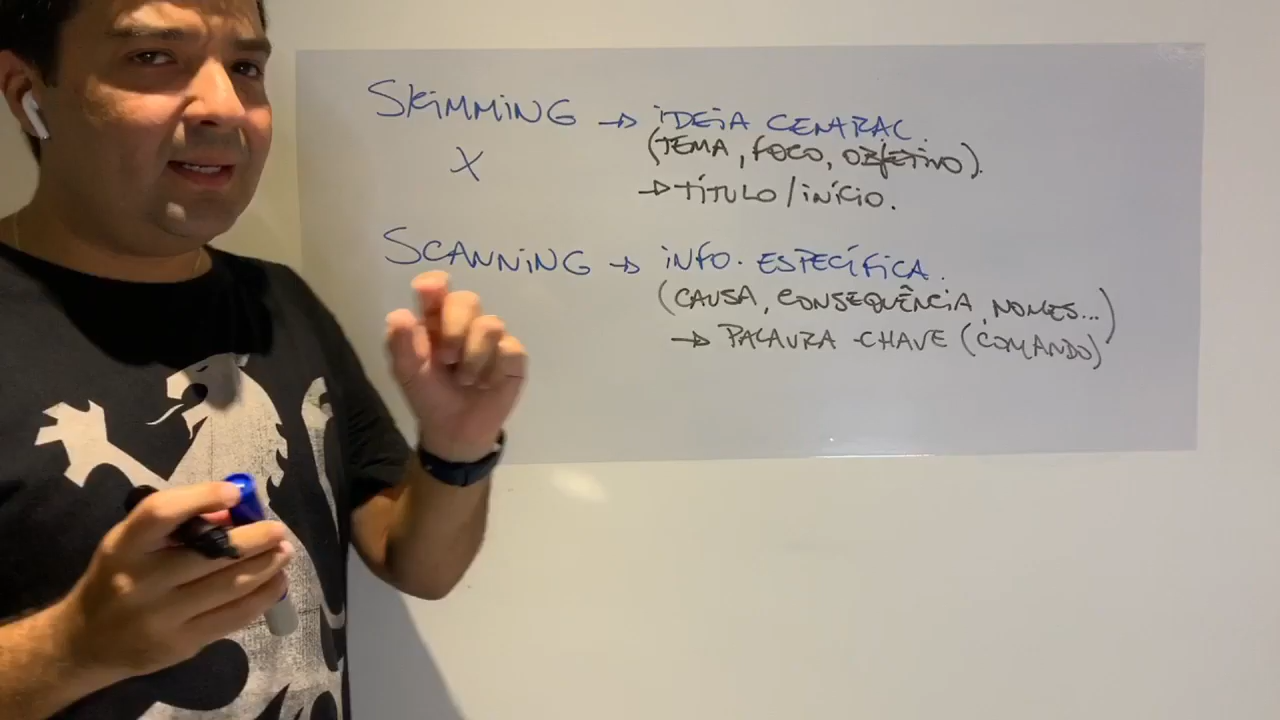 SKIMMING → IDEIA CENTRAL.
(TEMA, FOCO, OBJETIVO).
X
→ TÍTULO/INÍCIO.
SCANNING → INFO. ESPECÍFICA.
(CAUSA, CONSEQUÊNCIA, NOMES...)
→ PALAVRA-CHAVE (COMANDO)